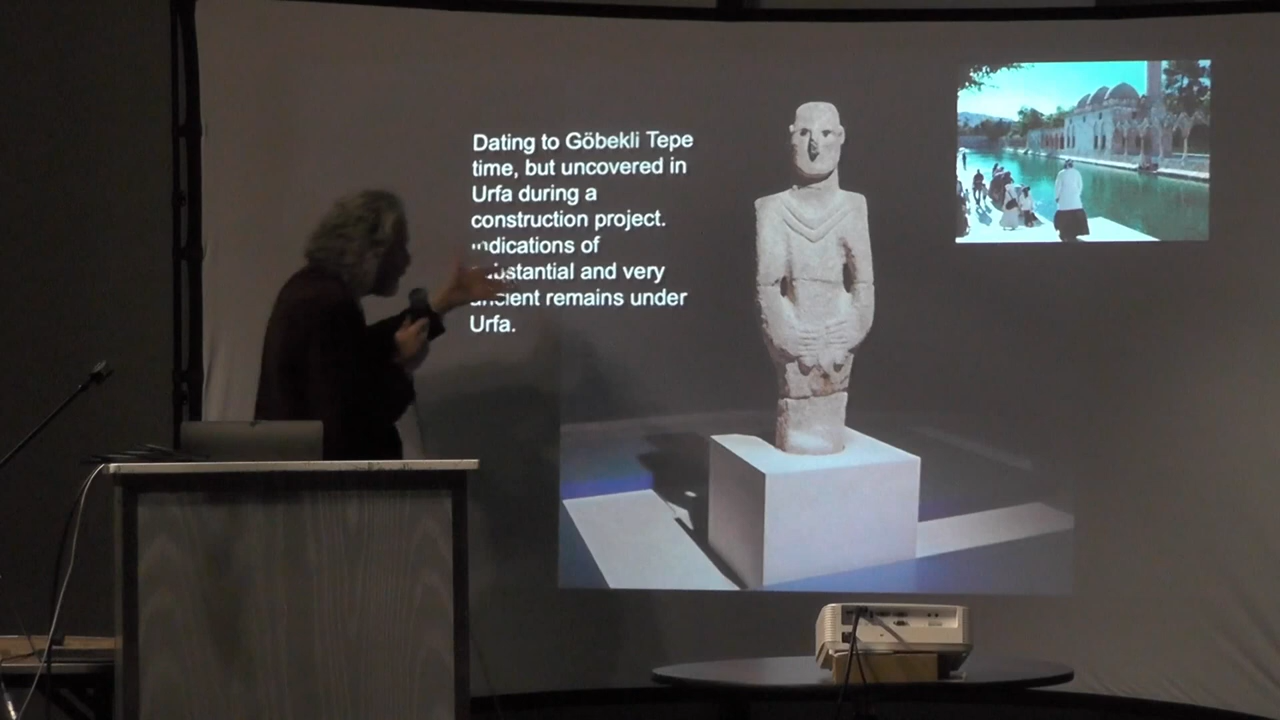 Dating to Göbekli Tepe
time, but uncovered in
Urfa during a
construction project.
Indications of
substantial and very
ancient remains under
Urfa.